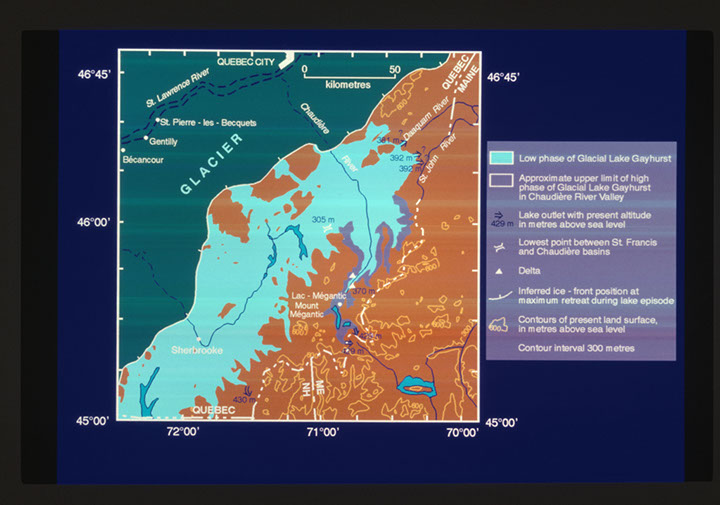 QUEBEC CITY
0 50
kilometres
QUEBEC
MAINE
46°45'
46°45'
St. Lawrence River
Chaudière
River
St. Pierre - les - Becquets
Gentilly
Bécancour
GLACIER
600
Daaquam River
392 m
392 m
St. John River
46°00'
305 m
370 m
Lac - Mégantic
Mount
Mégantic
600
600
Sherbrooke
430 m
QUEBEC
NH
ME
45°00'
45°00'
72°00'
71°00'
70°00'
Low phase of Glacial Lake Gayhurst
Approximate upper limit of high
phase of Glacial Lake Gayhurst
in Chaudière River Valley
Lake outlet with present altitude
in metres above sea level
429 m
Lowest point between St. Francis
and Chaudière basins
Delta
Inferred ice - front position at
maximum retreat during lake episode
Contours of present land surface,
in metres above sea level
600
Contour interval 300 metres